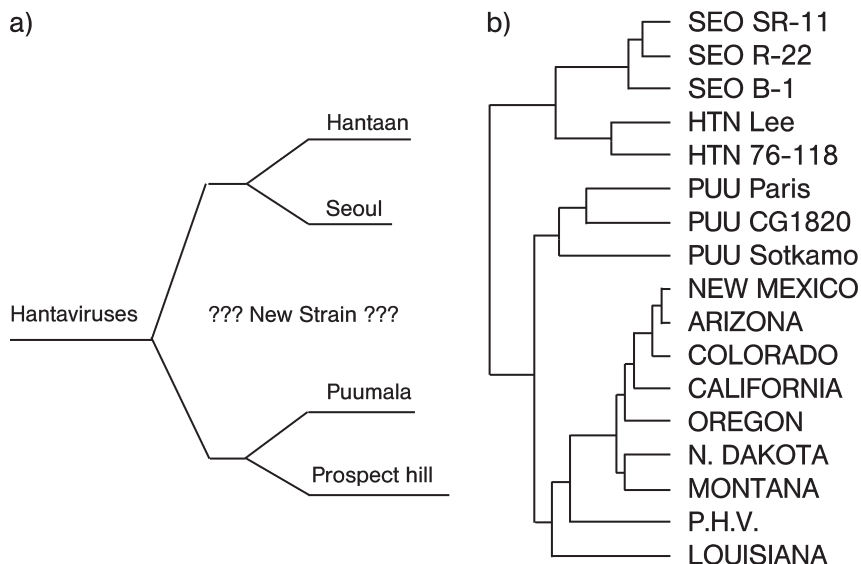 a)
Hantaan
Seoul
Hantaviruses
??? New Strain ???
Puumala
Prospect hill
b)
SEO SR-11
SEO R-22
SEO B-1
HTN Lee
HTN 76-118
PUU Paris
PUU CG1820
PUU Sotkamo
NEW MEXICO
ARIZONA
COLORADO
CALIFORNIA
OREGON
N. DAKOTA
MONTANA
P.H.V.
LOUISIANA